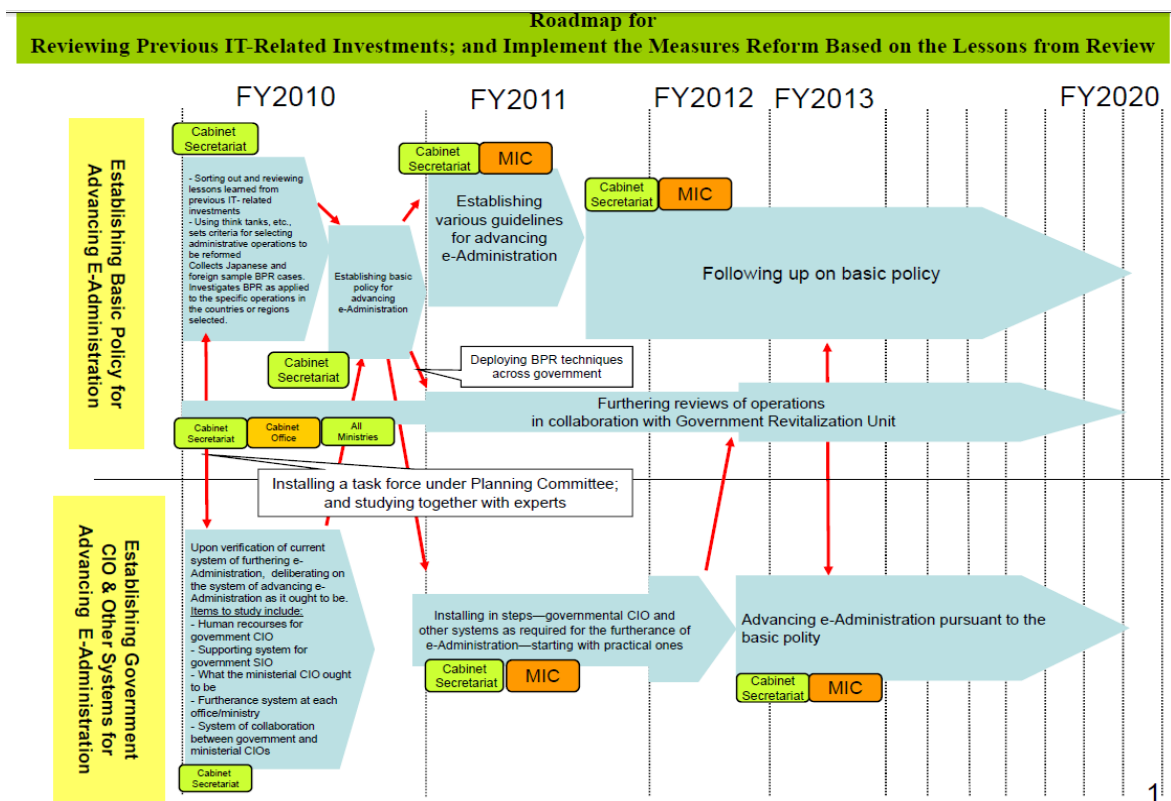 Roadmap for
Reviewing Previous IT-Related Investments; and Implement the Measures Reform Based on the Lessons from Review
FY2010
FY2011
FY2012
FY2013
FY2020
Establishing Basic Policy for
Advancing E-Administration
Cabinet
Secretariat
- Sorting out and reviewing
lessons learned from
previous IT- related
investments
- Using think tanks, etc.,
sets criteria for selecting
administrative operations to
be reformed
Collects Japanese and
foreign sample BPR cases.
Investigates BPR as applied
to the specific operations in
the countries or regions
selected.
Establishing basic
policy for
advancing
e-Administration
Cabinet
Secretariat
Cabinet
Secretariat
MIC
Establishing
various guidelines
for advancing
e-Administration
Cabinet
Secretariat
MIC
Following up on basic policy
Deploying BPR techniques
across government
Furthering reviews of operations
in collaboration with Government Revitalization Unit
Cabinet
Secretariat
Cabinet
Office
All
Ministries
Installing a task force under Planning Committee;
and studying together with experts
Establishing Government
CIO & Other Systems for
Advancing E-Administration
Upon verification of current
system of furthering e-
Administration, deliberating on
the system of advancing e-
Administration as it ought to be.
Items to study include:
- Human recourses for
government CIO
- Supporting system for
government SIO
- What the ministerial CIO ought
to be
- Furtherance system at each
office/ministry
- System of collaboration
between government and
ministerial CIOs
Cabinet
Secretariat
Installing in steps—governmental CIO and
other systems as required for the furtherance of
e-Administration—starting with practical ones
Cabinet
Secretariat
MIC
Advancing e-Administration pursuant to the
basic polity
Cabinet
Secretariat
MIC
1